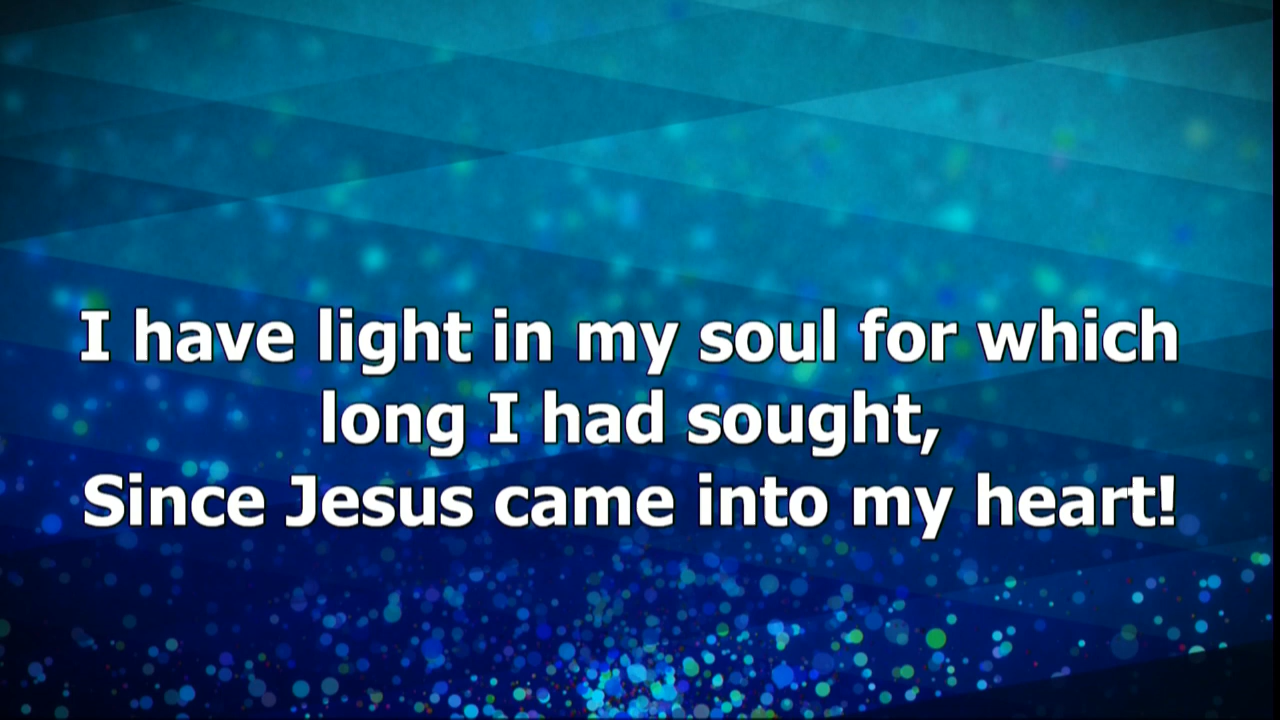 I have light in my soul for which
long I had sought,
Since Jesus came into my heart!